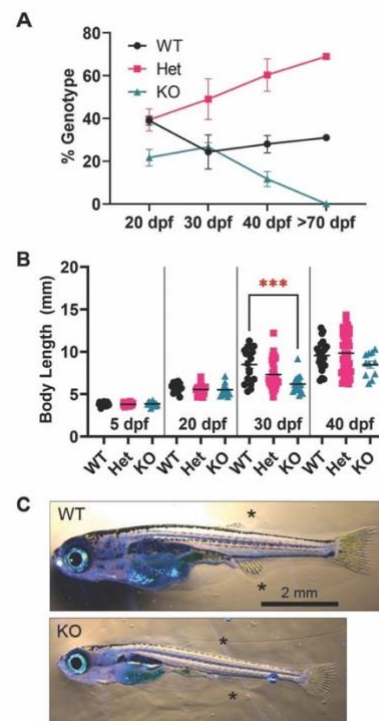 A
WT
Het
KO
% Genotype
80
60
40
20
0
20 dpf 30 dpf 40 dpf >70 dpf
B
Body Length (mm)
20
15
10
5
0
***
5 dpf 20 dpf 30 dpf 40 dpf
WT Het KO WT Het KO WT Het KO WT Het KO
C
WT
*
*
2 mm
KO
*
*